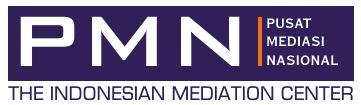 PMN
PUSAT
MEDIASI
NASIONAL
THE INDONESIAN MEDIATION CENTER